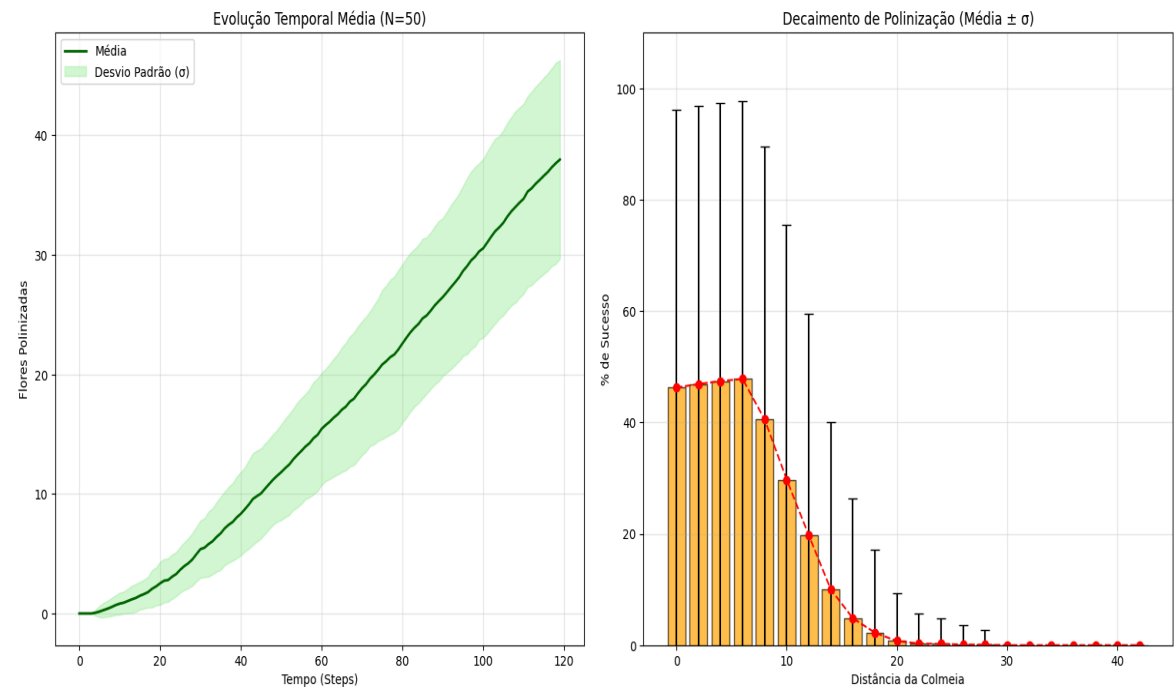 Evolução Temporal Média (N=50)
Média
Desvio Padrão (σ)
Flores Polinizadas
40
30
20
10
0
0 20 40 60 80 100 120
Tempo (Steps)
Decaimento de Polinização (Média ± σ)
% de Sucesso
100
80
60
40
20
0
0 10 20 30 40
Distância da Colmeia